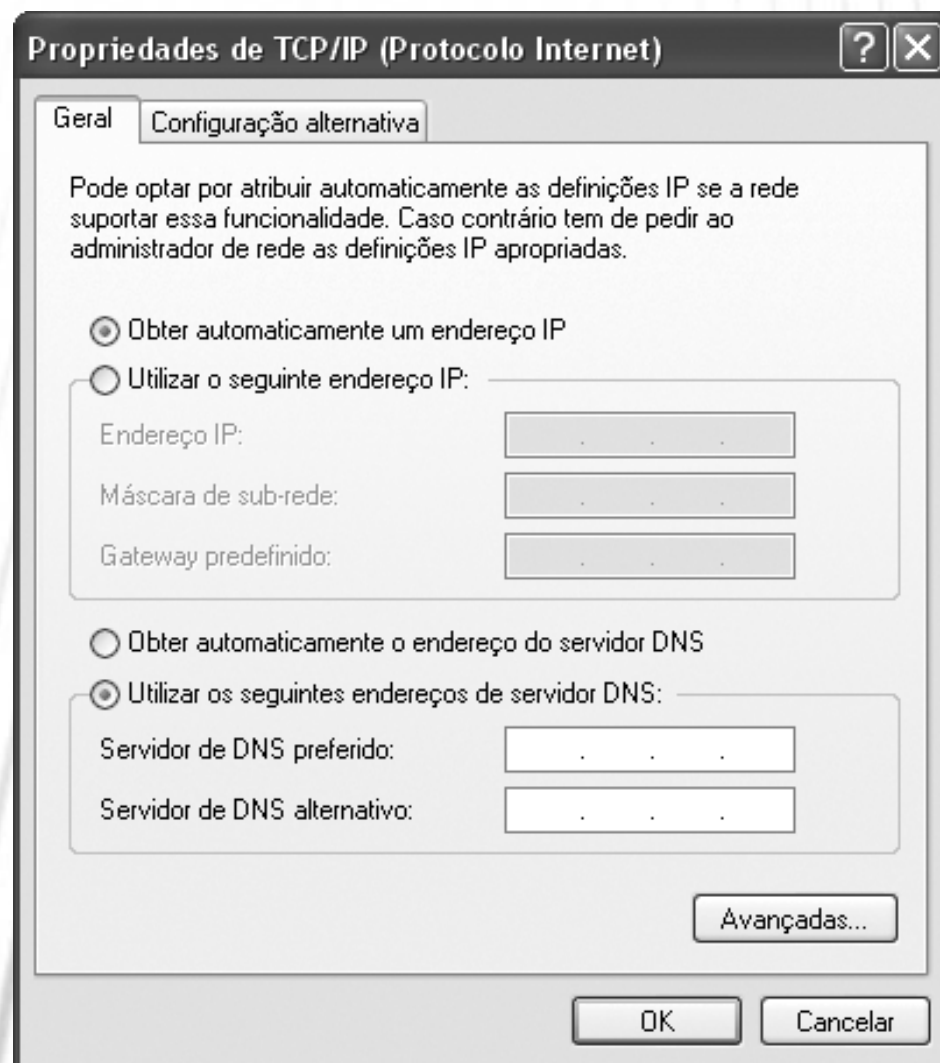 Propriedades de TCP/IP (Protocolo Internet)
Geral
Configuração alternativa
Pode optar por atribuir automaticamente as definições IP se a rede
suportar essa funcionalidade. Caso contrário tem de pedir ao
administrador de rede as definições IP apropriadas.
Obter automaticamente um endereço IP
Utilizar o seguinte endereço IP:
Endereço IP:
Máscara de sub-rede:
Gateway predefinido:
Obter automaticamente o endereço do servidor DNS
Utilizar os seguintes endereços de servidor DNS:
Servidor de DNS preferido:
Servidor de DNS alternativo:
Avançadas...
OK
Cancelar